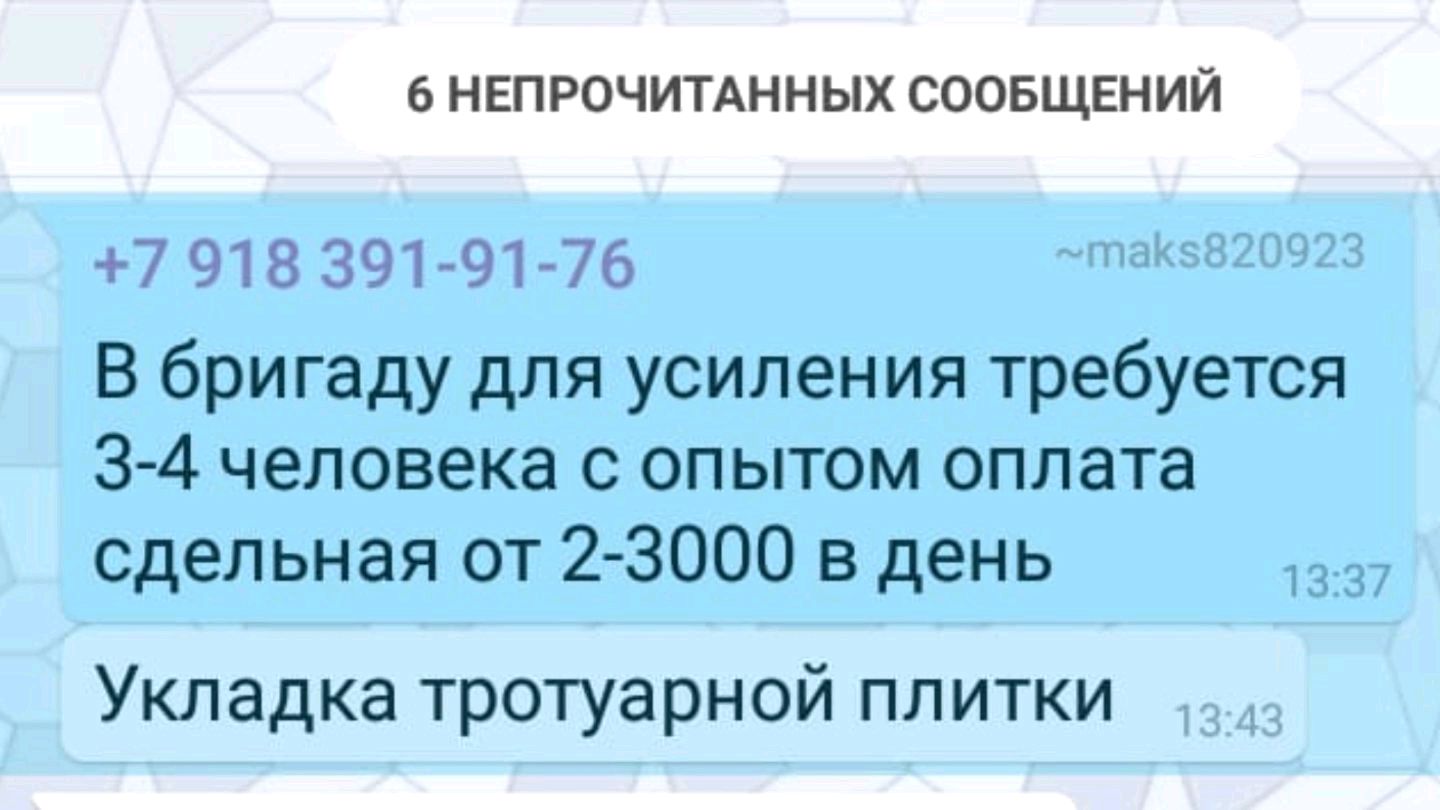 6 НЕПРОЧИТАННЫХ СООБЩЕНИЙ
+7 918 391-91-76
~maks820923
В бригаду для усиления требуется
3-4 человека с опытом оплата
сдельная от 2-3000 в день
13:37
Укладка тротуарной плитки
13:43